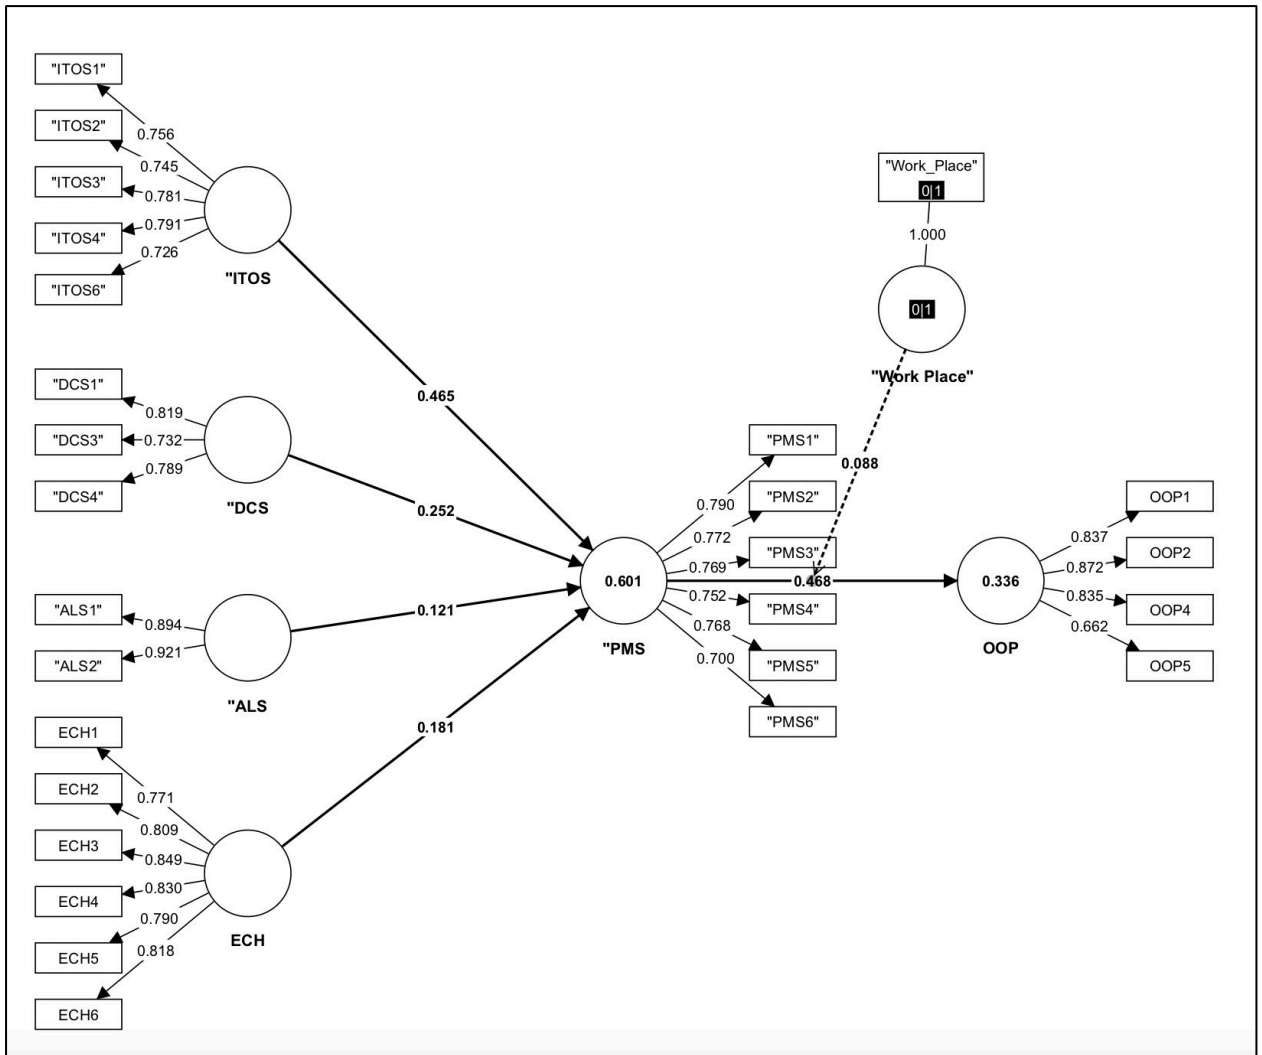 "ITOS1"
"ITOS2"
"ITOS3"
"ITOS4"
"ITOS6"
0.756
0.745
0.781
0.791
0.726
"ITOS
"DCS1"
"DCS3"
"DCS4"
0.819
0.732
0.789
"DCS
"ALS1"
"ALS2"
0.894
0.921
"ALS
ECH1
ECH2
ECH3
ECH4
ECH5
ECH6
0.771
0.809
0.849
0.830
0.790
0.818
ECH
0.465
0.252
0.121
0.181
0.601
"PMS
"PMS1"
"PMS2"
"PMS3"
"PMS4"
"PMS5"
"PMS6"
0.790
0.772
0.769
0.752
0.768
0.700
"Work_Place"
0|1
1.000
0|1
"Work Place"
0.088
0.468
0.336
OOP
0.837
0.872
0.835
0.662
OOP1
OOP2
OOP4
OOP5